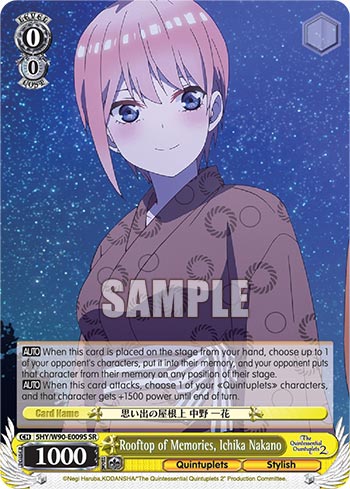 LEVEL
0
0
COST
SAMPLE
AUTO When this card is placed on the stage from your hand, choose up to 1
of your opponent's characters, put it into their memory, and your opponent puts
that character from their memory on any position of their stage.
AUTO When this card attacks, choose 1 of your «Quintuplets» characters,
and that character gets +1500 until end of turn.
Card Name 思い出の屋根上 中野 一花
CH 5HY/W90-E009S SR
Rooftop of Memories, Ichika Nakano
The Quintessential Quintuplets 2
1000
Quintuplets Stylish
©Negi Haruba,KODANSHA/"The Quintessential Quintuplets 2" Production Committee.